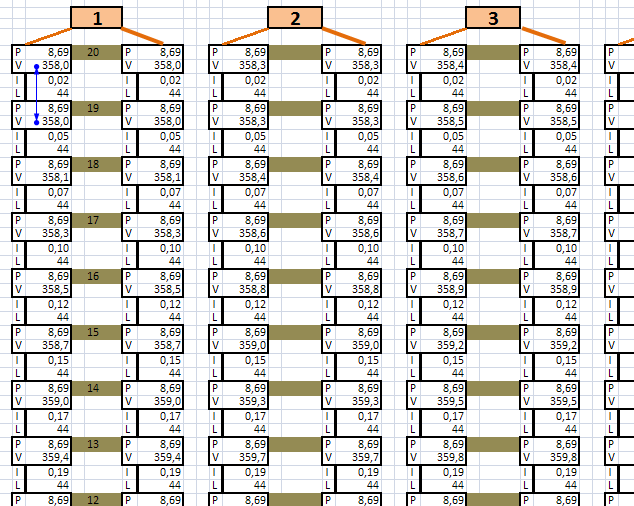 1 2 3
P 8,69 20 P 8,69 P 8,69 P 8,69 P 8,69 P 8,69 P
V 358,0 V 358,0 V 358,3 V 358,3 V 358,4 V 358,4 V
I 0,02 I 0,02 I 0,02 I 0,02 I 0,02 I 0,02 I
L 44 L 44 L 44 L 44 L 44 L 44 L
P 8,69 19 P 8,69 P 8,69 P 8,69 P 8,69 P 8,69 P
V 358,0 V 358,0 V 358,3 V 358,3 V 358,5 V 358,5 V
I 0,05 I 0,05 I 0,05 I 0,05 I 0,05 I 0,05 I
L 44 L 44 L 44 L 44 L 44 L 44 L
P 8,69 18 P 8,69 P 8,69 P 8,69 P 8,69 P 8,69 P
V 358,1 V 358,1 V 358,4 V 358,4 V 358,6 V 358,6 V
I 0,07 I 0,07 I 0,07 I 0,07 I 0,07 I 0,07 I
L 44 L 44 L 44 L 44 L 44 L 44 L
P 8,69 17 P 8,69 P 8,69 P 8,69 P 8,69 P 8,69 P
V 358,3 V 358,3 V 358,6 V 358,6 V 358,7 V 358,7 V
I 0,10 I 0,10 I 0,10 I 0,10 I 0,10 I 0,10 I
L 44 L 44 L 44 L 44 L 44 L 44 L
P 8,69 16 P 8,69 P 8,69 P 8,69 P 8,69 P 8,69 P
V 358,5 V 358,5 V 358,8 V 358,8 V 358,9 V 358,9 V
I 0,12 I 0,12 I 0,12 I 0,12 I 0,12 I 0,12 I
L 44 L 44 L 44 L 44 L 44 L 44 L
P 8,69 15 P 8,69 P 8,69 P 8,69 P 8,69 P 8,69 P
V 358,7 V 358,7 V 359,0 V 359,0 V 359,2 V 359,2 V
I 0,15 I 0,15 I 0,15 I 0,15 I 0,15 I 0,15 I
L 44 L 44 L 44 L 44 L 44 L 44 L
P 8,69 14 P 8,69 P 8,69 P 8,69 P 8,69 P 8,69 P
V 359,0 V 359,0 V 359,3 V 359,3 V 359,5 V 359,5 V
I 0,17 I 0,17 I 0,17 I 0,17 I 0,17 I 0,17 I
L 44 L 44 L 44 L 44 L 44 L 44 L
P 8,69 13 P 8,69 P 8,69 P 8,69 P 8,69 P 8,69 P
V 359,4 V 359,4 V 359,7 V 359,7 V 359,8 V 359,8 V
I 0,19 I 0,19 I 0,19 I 0,19 I 0,19 I 0,19 I
L 44 L 44 L 44 L 44 L 44 L 44 L
P 8,69 12 P 8,69 P 8,69 P 8,69 P 8,69 P 8,69 P